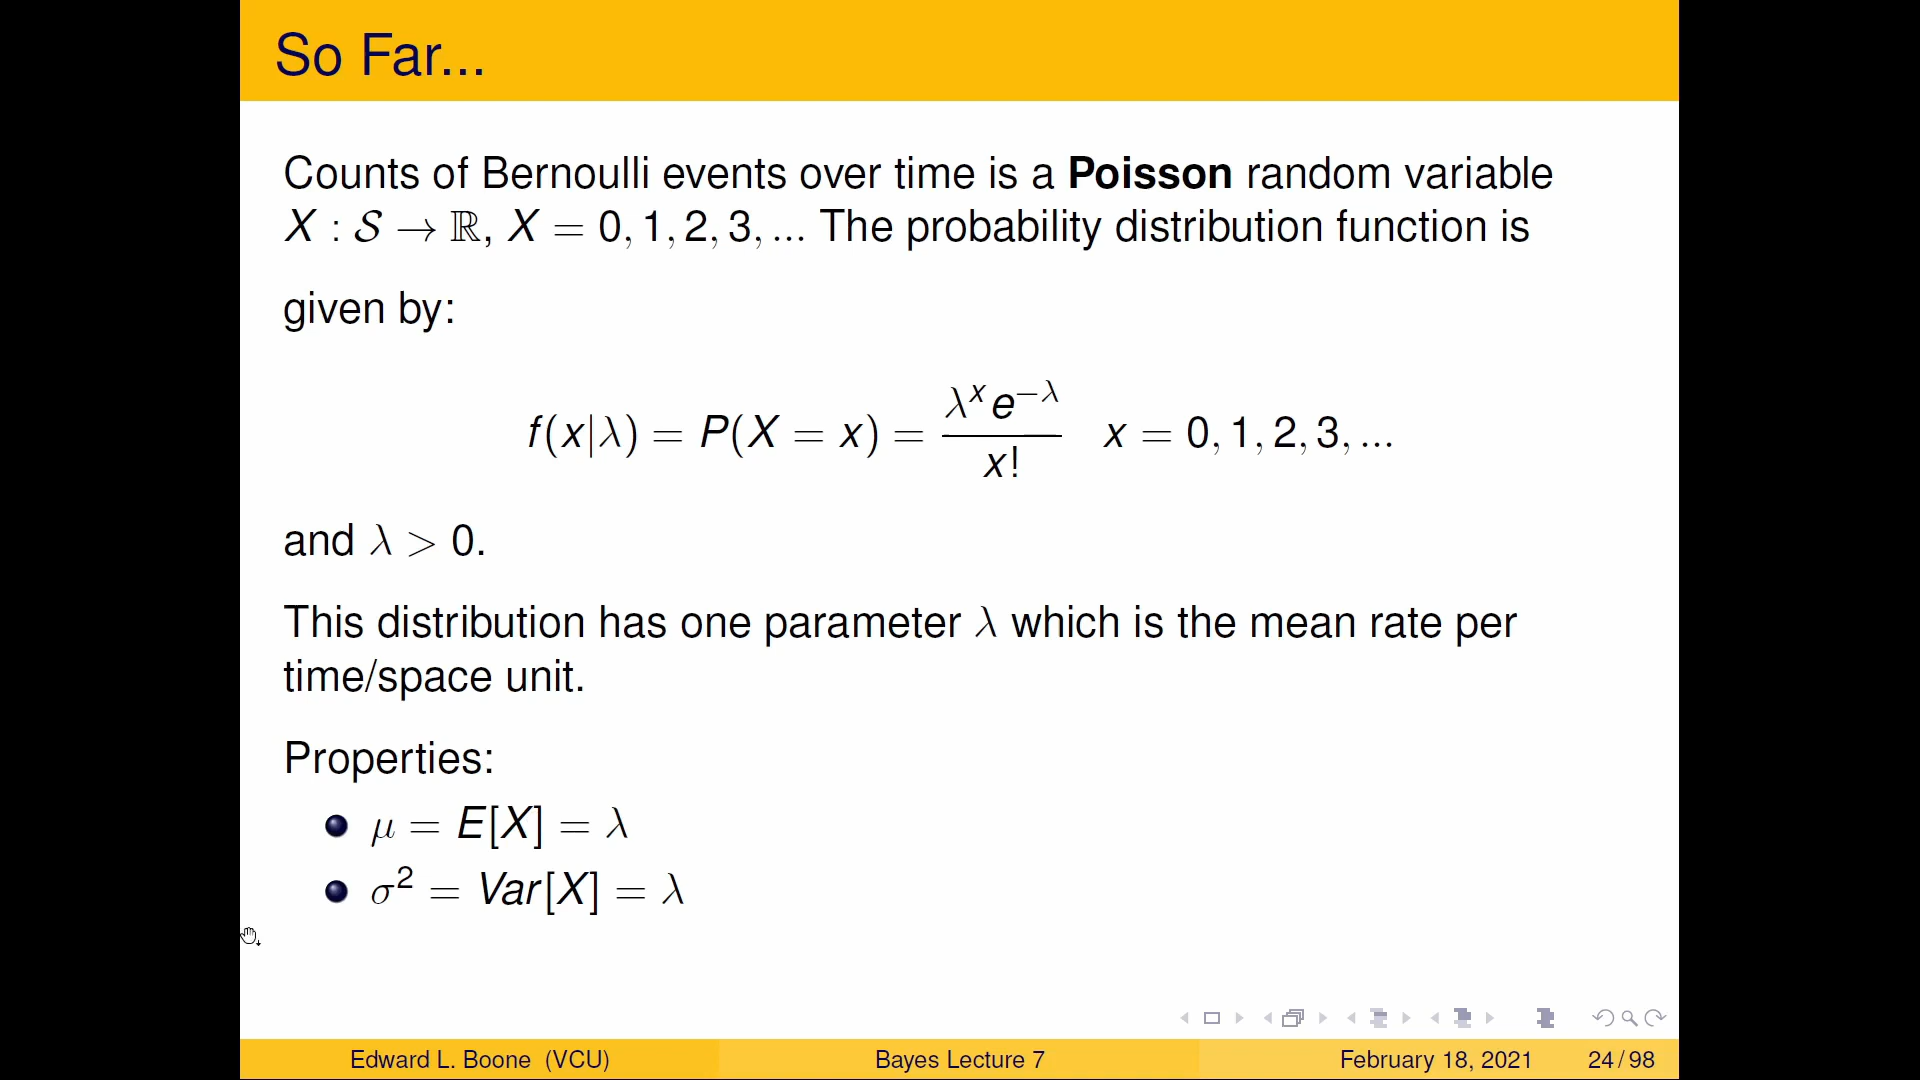 So Far...
Counts of Bernoulli events over time is a Poisson random variable
X : 𝒮 → ℝ, X = 0, 1, 2, 3, ... The probability distribution function is
given by:
f(x|λ) = P(X = x) = λ^x e^{−λ} / x!   x = 0, 1, 2, 3, ...
and λ > 0.
This distribution has one parameter λ which is the mean rate per
time/space unit.
Properties:
μ = E[X] = λ
σ² = Var[X] = λ
Edward L. Boone (VCU) Bayes Lecture 7 February 18, 2021 24/98